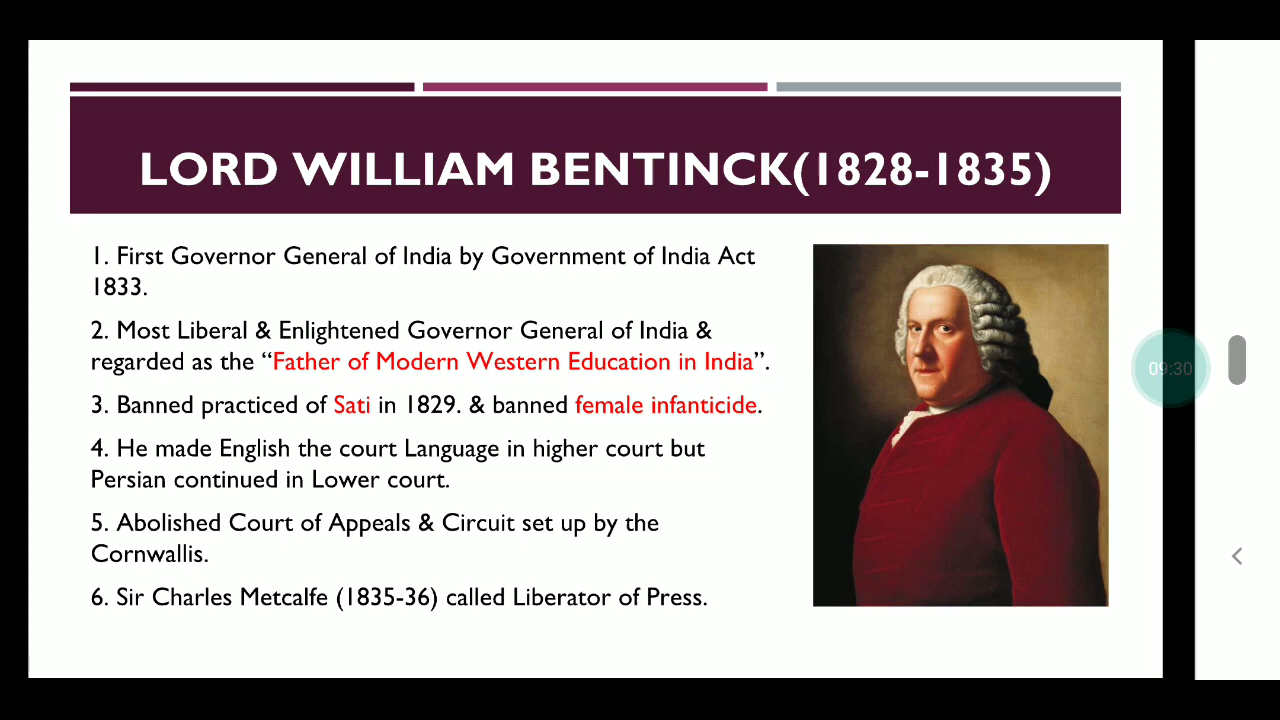 LORD WILLIAM BENTINCK(1828-1835)
1. First Governor General of India by Government of India Act
1833.
2. Most Liberal & Enlightened Governor General of India &
regarded as the “Father of Modern Western Education in India”.
3. Banned practiced of Sati in 1829. & banned female infanticide.
4. He made English the court Language in higher court but
Persian continued in Lower court.
5. Abolished Court of Appeals & Circuit set up by the
Cornwallis.
6. Sir Charles Metcalfe (1835-36) called Liberator of Press.
09:30